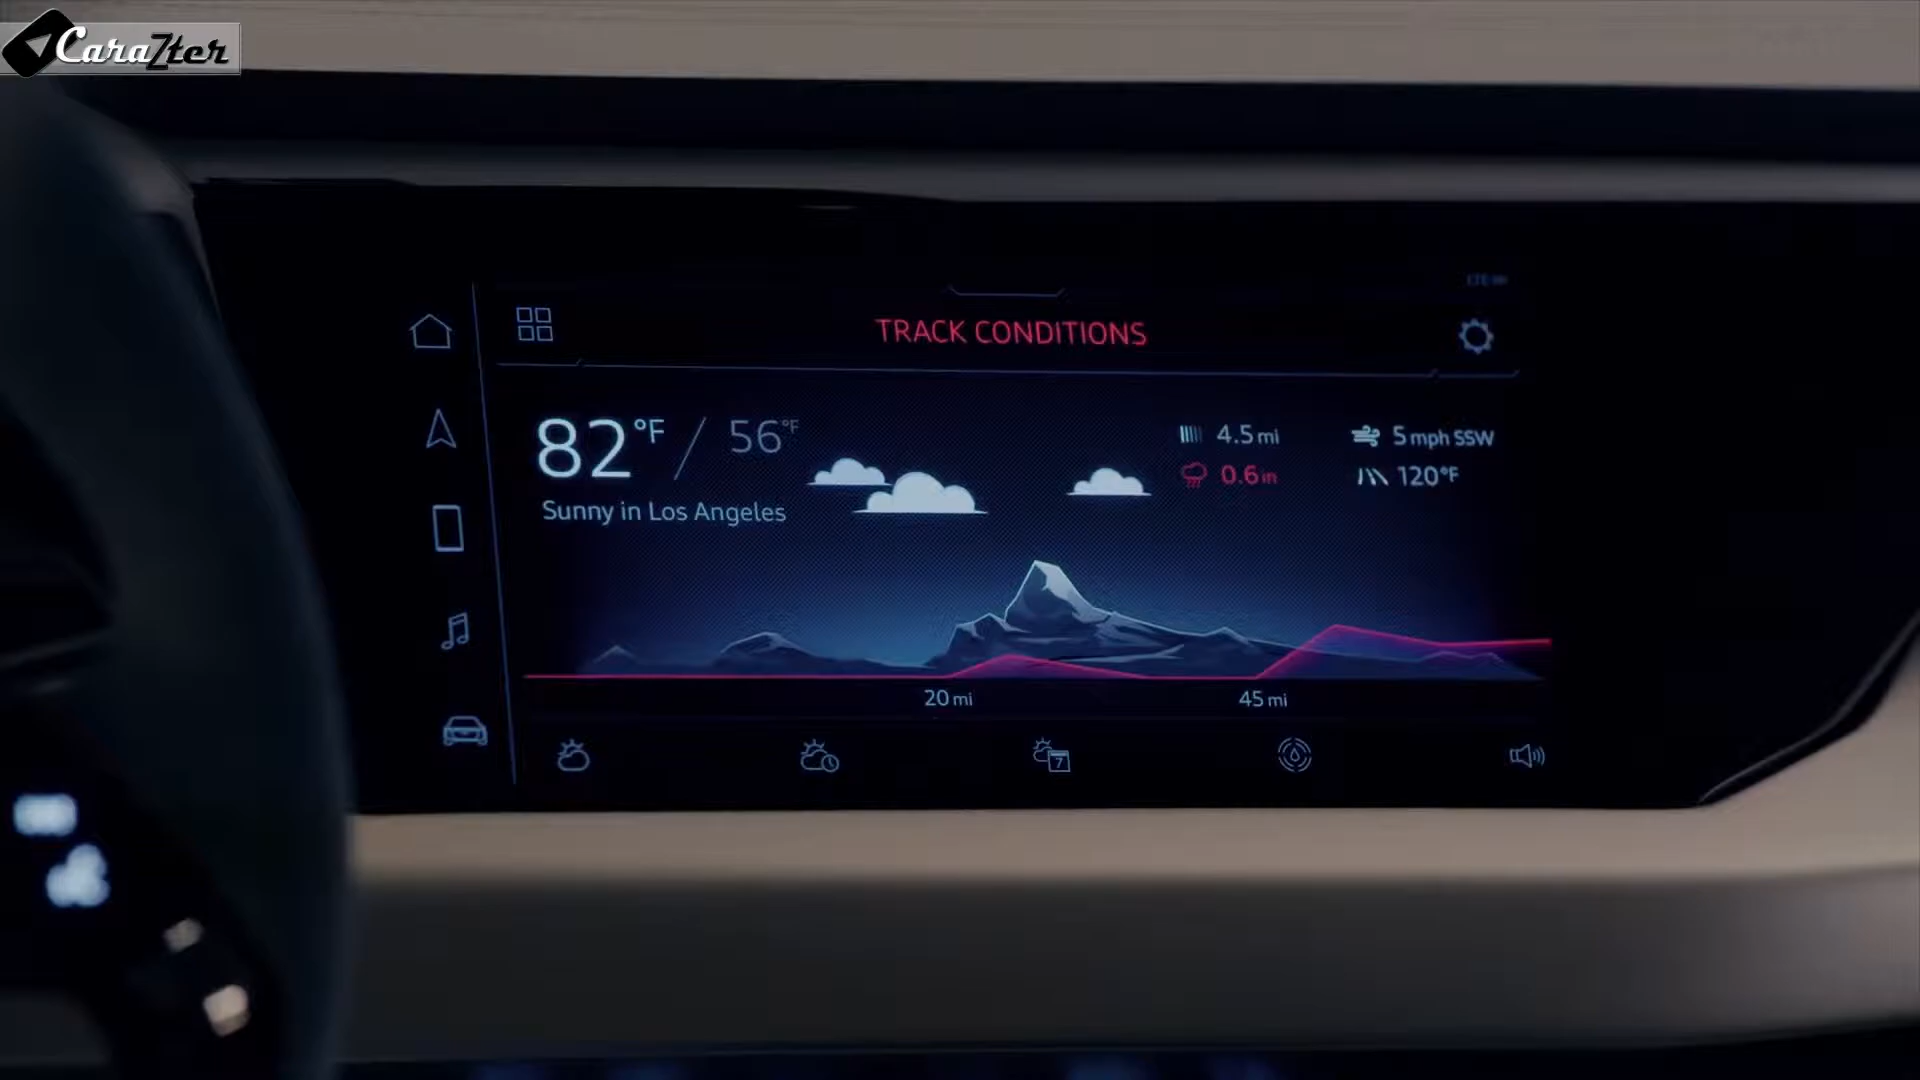 CaraZter
TRACK CONDITIONS
82°F / 56°F
Sunny in Los Angeles
4.5 mi
5 mph SSW
0.6 in
120°F
20 mi
45 mi
7